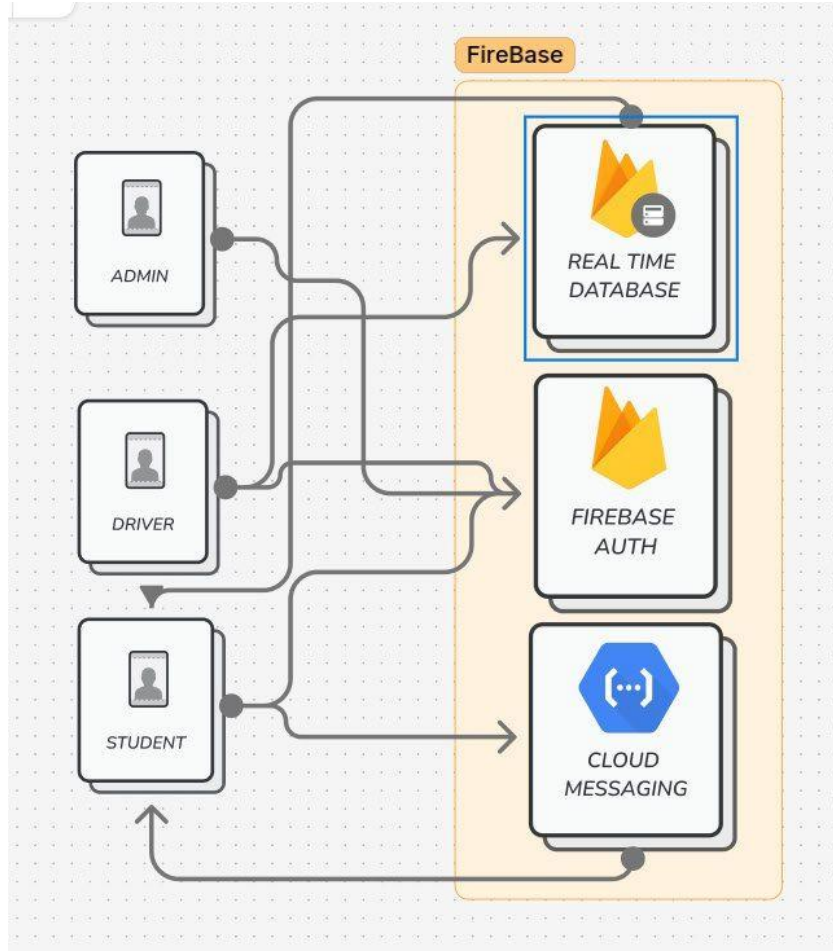 FireBase
ADMIN
DRIVER
STUDENT
REAL TIME
DATABASE
FIREBASE
AUTH
CLOUD
MESSAGING